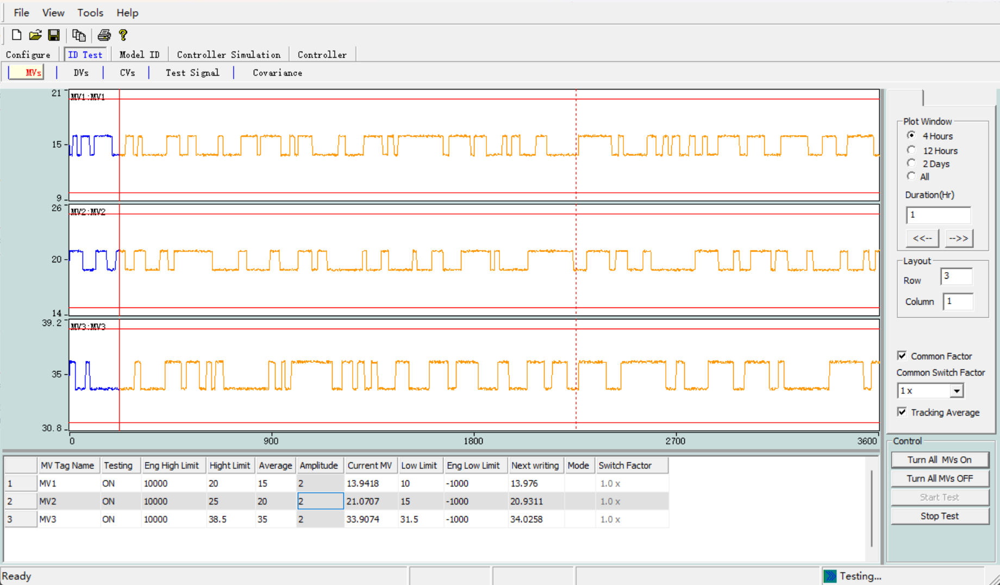 File View Tools Help
Configure ID Test Model ID Controller Simulation Controller
MVs DVs CVs Test Signal Covariance
21
MV1:MV1
15
9
26
MV2:MV2
20
14
39.2
MV3:MV3
35
30.8
0 900 1800 2700 3600
Plot Window
4 Hours
12 Hours
2 Days
All
Duration(Hr)
1
<<-- -->>
Layout
Row 3
Column 1
Common Factor
Common Switch Factor
1 x
Tracking Average
Control
Turn All MVs On
Turn All MVs OFF
Start Test
Stop Test
MV Tag Name Testing Eng High Limit Hight Limit Average Amplitude Current MV Low Limit Eng Low Limit Next writing Mode Switch Factor
1 MV1 ON 10000 20 15 2 13.9418 10 -1000 13.976 1.0 x
2 MV2 ON 10000 25 20 2 21.0707 15 -1000 20.9311 1.0 x
3 MV3 ON 10000 38.5 35 2 33.9074 31.5 -1000 34.0258 1.0 x
Ready Testing...